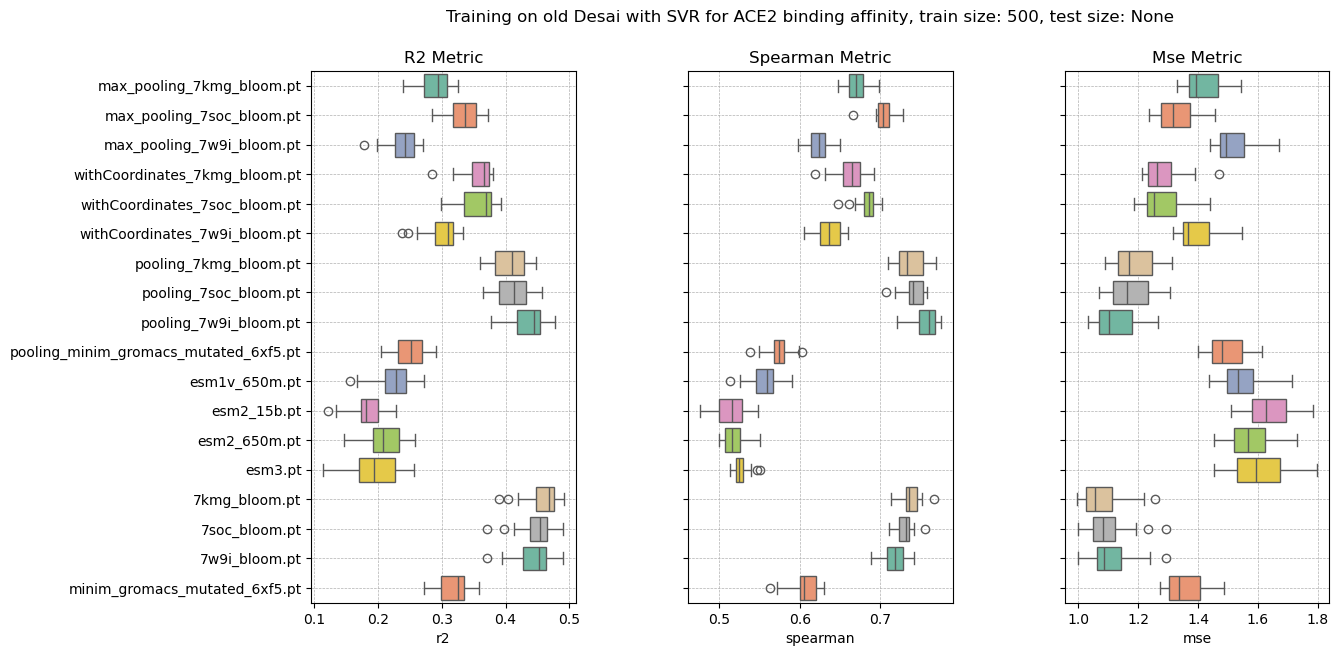 Training on old Desai with SVR for ACE2 binding affinity, train size: 500, test size: None
R2 Metric
Spearman Metric
Mse Metric
max_pooling_7kmg_bloom.pt
max_pooling_7soc_bloom.pt
max_pooling_7w9i_bloom.pt
withCoordinates_7kmg_bloom.pt
withCoordinates_7soc_bloom.pt
withCoordinates_7w9i_bloom.pt
pooling_7kmg_bloom.pt
pooling_7soc_bloom.pt
pooling_7w9i_bloom.pt
pooling_minim_gromacs_mutated_6xf5.pt
esm1v_650m.pt
esm2_15b.pt
esm2_650m.pt
esm3.pt
7kmg_bloom.pt
7soc_bloom.pt
7w9i_bloom.pt
minim_gromacs_mutated_6xf5.pt
0.1 0.2 0.3 0.4 0.5
r2
0.5 0.6 0.7
spearman
1.0 1.2 1.4 1.6 1.8
mse